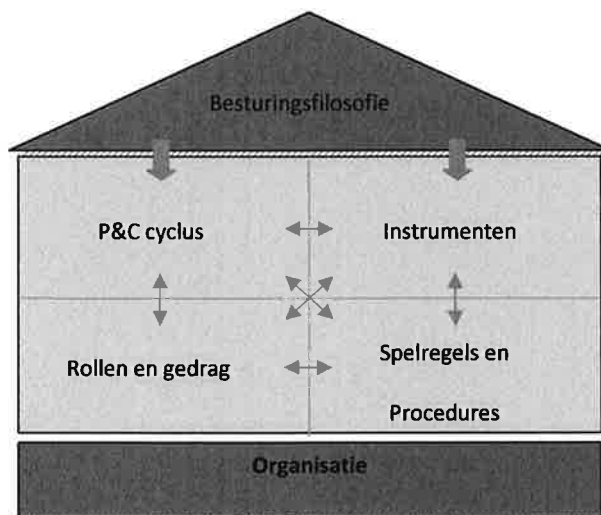 Besturingsfilosofie
P&C cyclus
Instrumenten
Rollen en gedrag
Spelregels en
Procedures
Organisatie